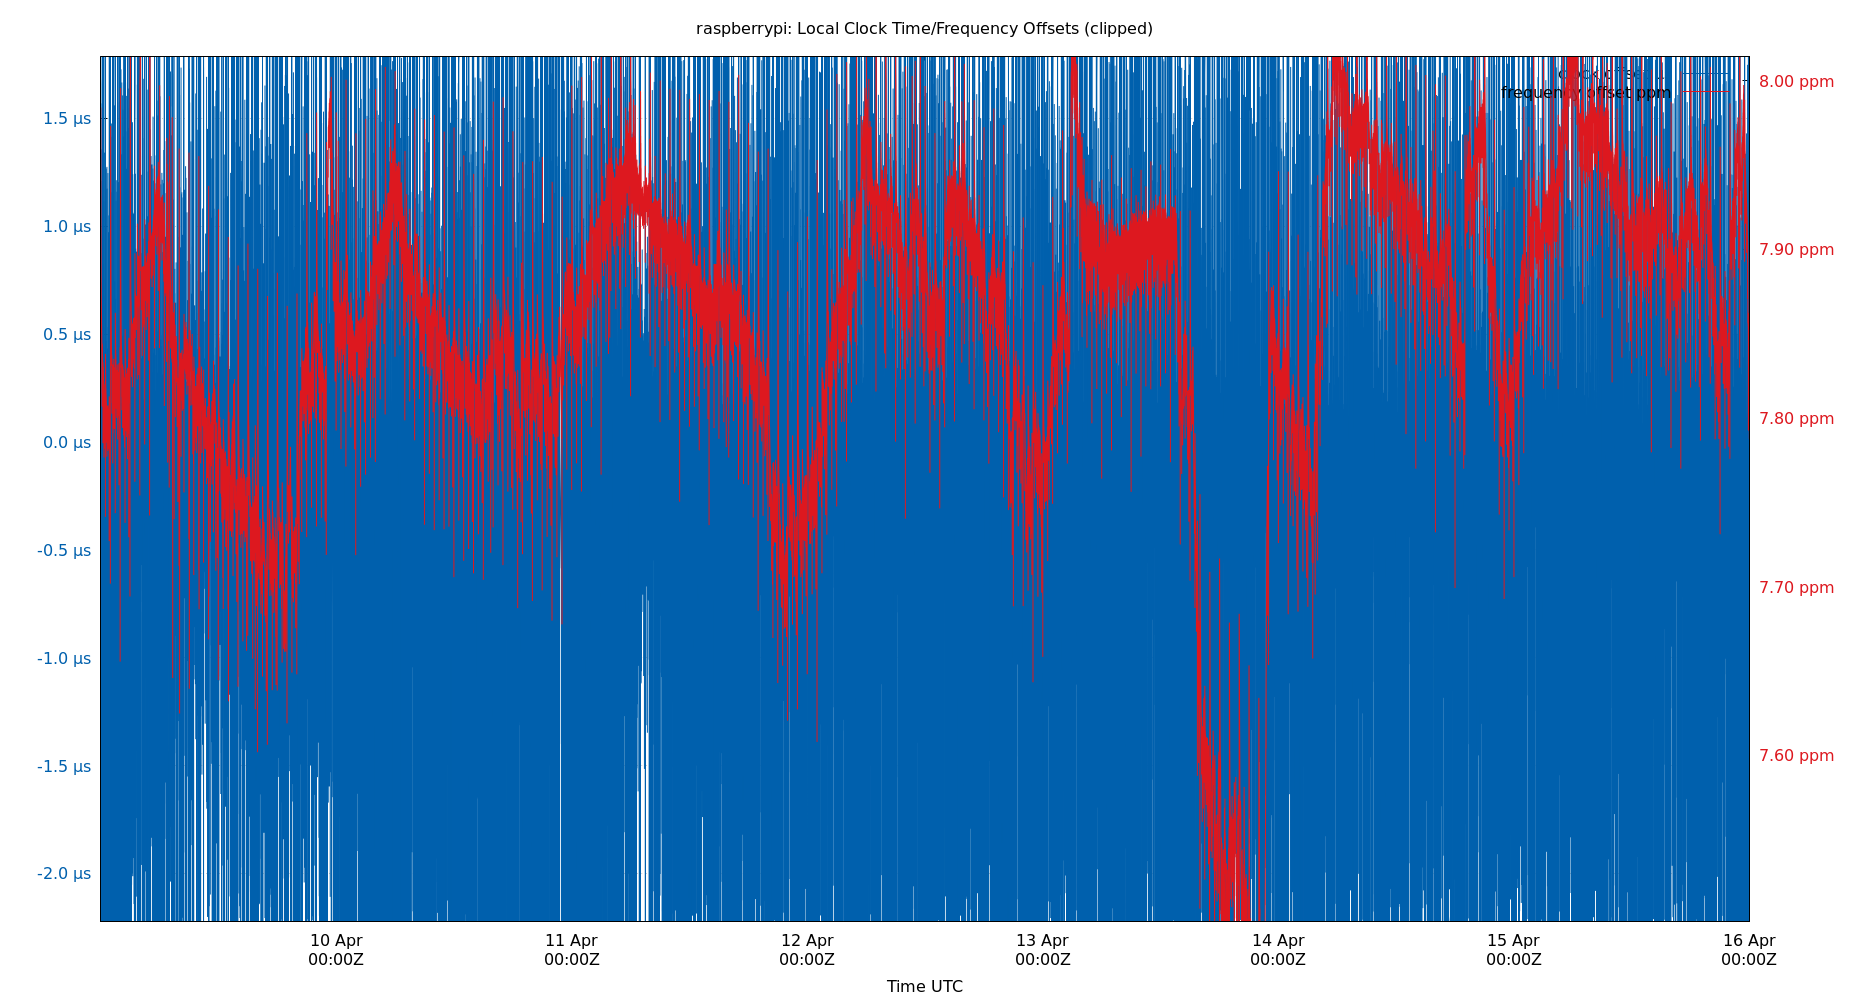 raspberrypi: Local Clock Time/Frequency Offsets (clipped)
frequency offset ppm
1.5 µs
1.0 µs
0.5 µs
0.0 µs
-0.5 µs
-1.0 µs
-1.5 µs
-2.0 µs
8.00 ppm
7.90 ppm
7.80 ppm
7.70 ppm
7.60 ppm
10 Apr
00:00Z
11 Apr
00:00Z
12 Apr
00:00Z
13 Apr
00:00Z
14 Apr
00:00Z
15 Apr
00:00Z
16 Apr
00:00Z
Time UTC